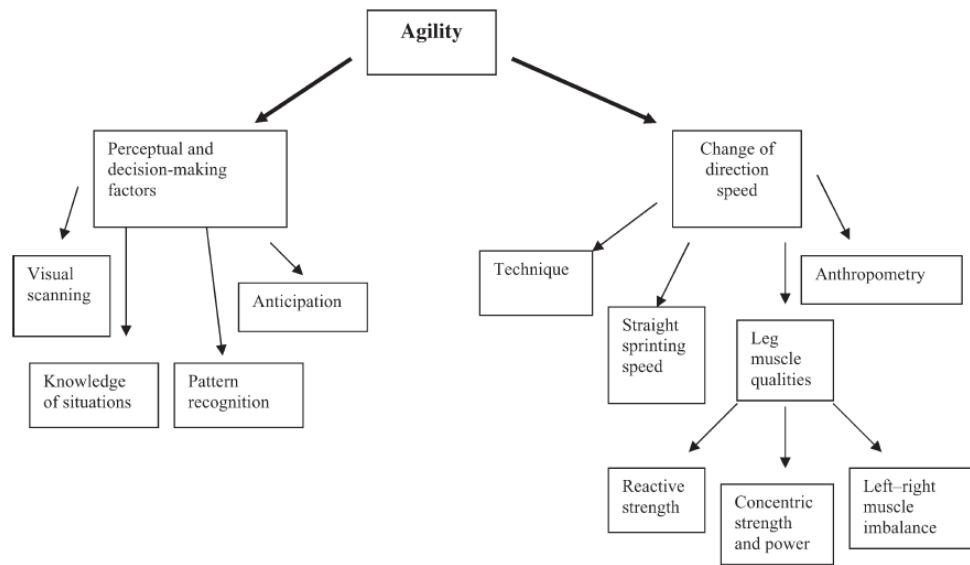 Agility
Perceptual and
decision-making
factors
Change of
direction
speed
Visual
scanning
Anticipation
Technique
Anthropometry
Knowledge
of situations
Pattern
recognition
Straight
sprinting
speed
Leg
muscle
qualities
Reactive
strength
Concentric
strength
and power
Left–right
muscle
imbalance